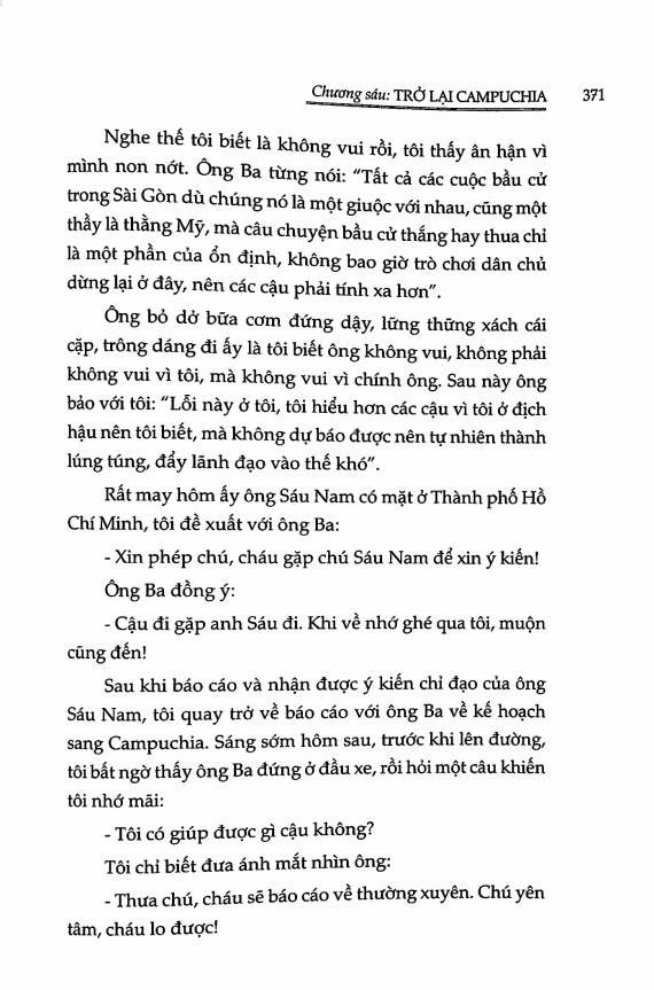 Chương sáu: TRỞ LẠI CAMPUCHIA 371
Nghe thế tôi biết là không vui rồi, tôi thấy ân hận vì
mình non nớt. Ông Ba từng nói: "Tất cả các cuộc bầu cử
trong Sài Gòn dù chúng nó là một giuộc với nhau, cũng một
thầy là thằng Mỹ, mà câu chuyện bầu cử thắng hay thua chỉ
là một phần của ổn định, không bao giờ trò chơi dân chủ
dừng lại ở đây, nên các cậu phải tính xa hơn".
Ông bỏ dở bữa cơm đứng dậy, lững thững xách cái
cặp, trông dáng đi ấy là tôi biết ông không vui, không phải
không vui vì tôi, mà không vui vì chính ông. Sau này ông
bảo với tôi: "Lỗi này ở tôi, tôi hiểu hơn các cậu vì tôi ở địch
hậu nên tôi biết, mà không dự báo được nên tự nhiên thành
lúng túng, đẩy lãnh đạo vào thế khó".
Rất may hôm ấy ông Sáu Nam có mặt ở Thành phố Hồ
Chí Minh, tôi đề xuất với ông Ba:
- Xin phép chú, cháu gặp chú Sáu Nam để xin ý kiến!
Ông Ba đồng ý:
- Cậu đi gặp anh Sáu đi. Khi về nhớ ghé qua tôi, muộn
cũng đến!
Sau khi báo cáo và nhận được ý kiến chỉ đạo của ông
Sáu Nam, tôi quay trở về báo cáo với ông Ba về kế hoạch
sang Campuchia. Sáng sớm hôm sau, trước khi lên đường,
tôi bất ngờ thấy ông Ba đứng ở đầu xe, rồi hỏi một câu khiến
tôi nhớ mãi:
- Tôi có giúp được gì cậu không?
Tôi chỉ biết đưa ánh mắt nhìn ông:
- Thưa chú, cháu sẽ báo cáo về thường xuyên. Chú yên
tâm, cháu lo được!